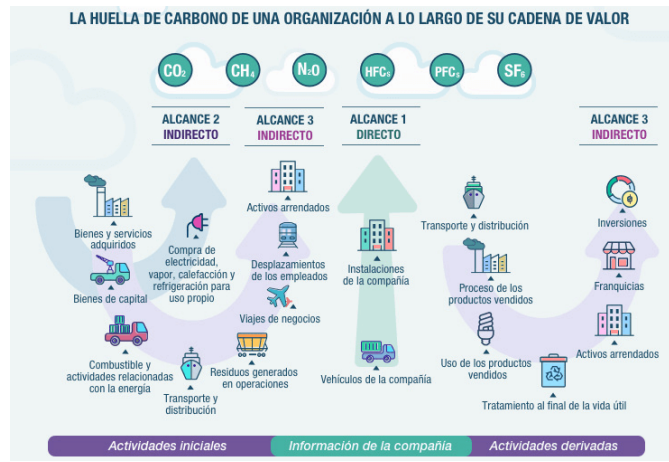 LA HUELLA DE CARBONO DE UNA ORGANIZACIÓN A LO LARGO DE SU CADENA DE VALOR
CO₂
CH₄
N₂O
HFCₛ
PFCₛ
SF₆
ALCANCE 2
INDIRECTO
ALCANCE 3
INDIRECTO
ALCANCE 1
DIRECTO
ALCANCE 3
INDIRECTO
Bienes y servicios
adquiridos
Bienes de capital
Combustible y
actividades relacionadas
con la energía
Compra de
electricidad,
vapor, calefacción y
refrigeración para
uso propio
Transporte y
distribución
Activos arrendados
Desplazamientos
de los empleados
Viajes de negocios
Residuos generados
en operaciones
Instalaciones
de la compañía
Vehículos de la compañía
Transporte y distribución
Proceso de los
productos vendidos
Uso de los productos
vendidos
Tratamiento al final de la vida útil
Inversiones
Franquicias
Activos arrendados
Actividades iniciales
Información de la compañía
Actividades derivadas